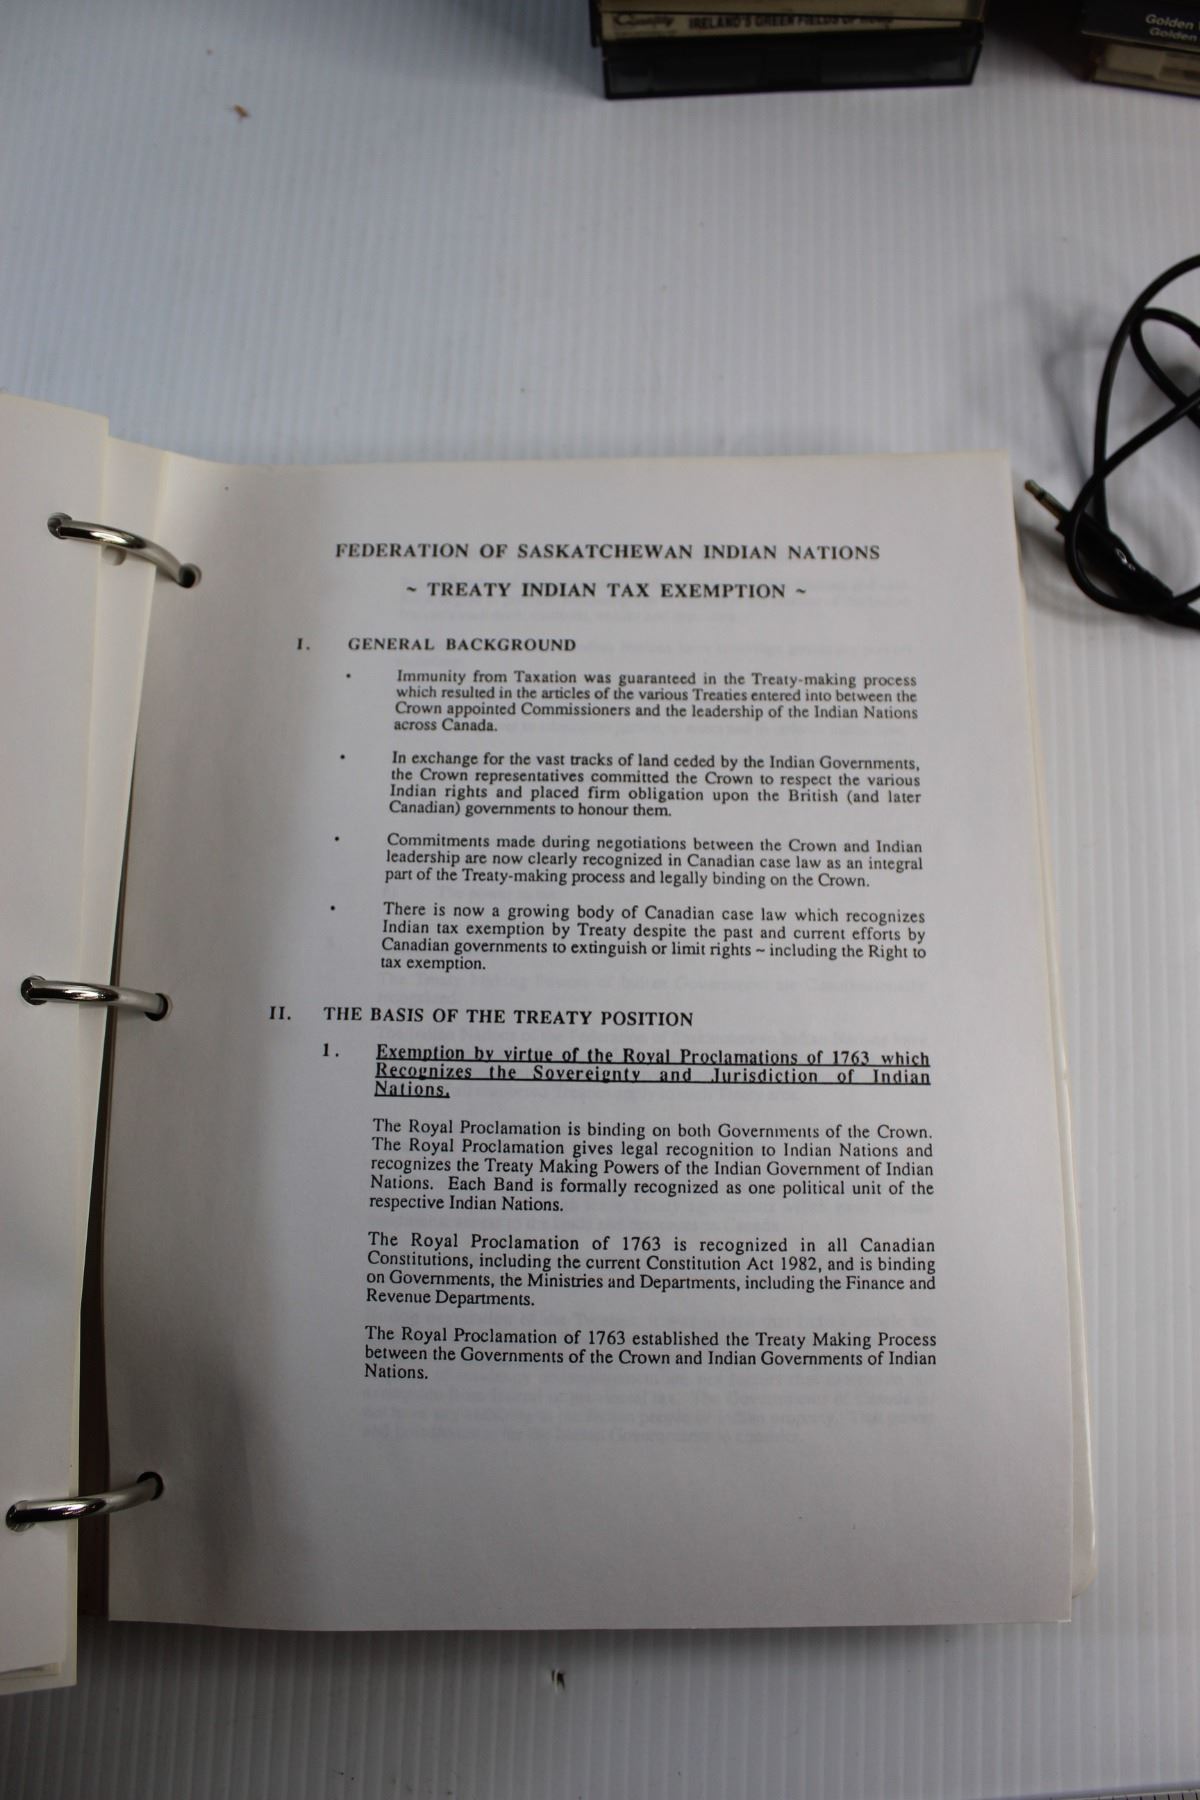 IRELAND'S GREEN FIELDS OF
Golden
Golden
FEDERATION OF SASKATCHEWAN INDIAN NATIONS
~ TREATY INDIAN TAX EXEMPTION ~
I. GENERAL BACKGROUND
• Immunity from Taxation was guaranteed in the Treaty-making process
which resulted in the articles of the various Treaties entered into between the
Crown appointed Commissioners and the leadership of the Indian Nations
across Canada.
• In exchange for the vast tracks of land ceded by the Indian Governments,
the Crown representatives committed the Crown to respect the various
Indian rights and placed firm obligation upon the British (and later
Canadian) governments to honour them.
• Commitments made during negotiations between the Crown and Indian
leadership are now clearly recognized in Canadian case law as an integral
part of the Treaty-making process and legally binding on the Crown.
• There is now a growing body of Canadian case law which recognizes
Indian tax exemption by Treaty despite the past and current efforts by
Canadian governments to extinguish or limit rights ~ including the Right to
tax exemption.
II. THE BASIS OF THE TREATY POSITION
1. Exemption by virtue of the Royal Proclamations of 1763 which
Recognizes the Sovereignty and Jurisdiction of Indian
Nations.
The Royal Proclamation is binding on both Governments of the Crown.
The Royal Proclamation gives legal recognition to Indian Nations and
recognizes the Treaty Making Powers of the Indian Government of Indian
Nations. Each Band is formally recognized as one political unit of the
respective Indian Nations.
The Royal Proclamation of 1763 is recognized in all Canadian
Constitutions, including the current Constitution Act 1982, and is binding
on Governments, the Ministries and Departments, including the Finance and
Revenue Departments.
The Royal Proclamation of 1763 established the Treaty Making Process
between the Governments of the Crown and Indian Governments of Indian
Nations.